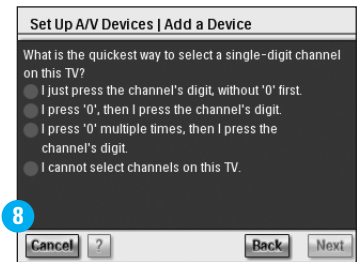 Set Up A/V Devices | Add a Device
What is the quickest way to select a single-digit channel
on this TV?
I just press the channel's digit, without '0' first.
I press '0', then I press the channel's digit.
I press '0' multiple times, then I press the
channel's digit.
I cannot select channels on this TV.
8
Cancel ? Back Next